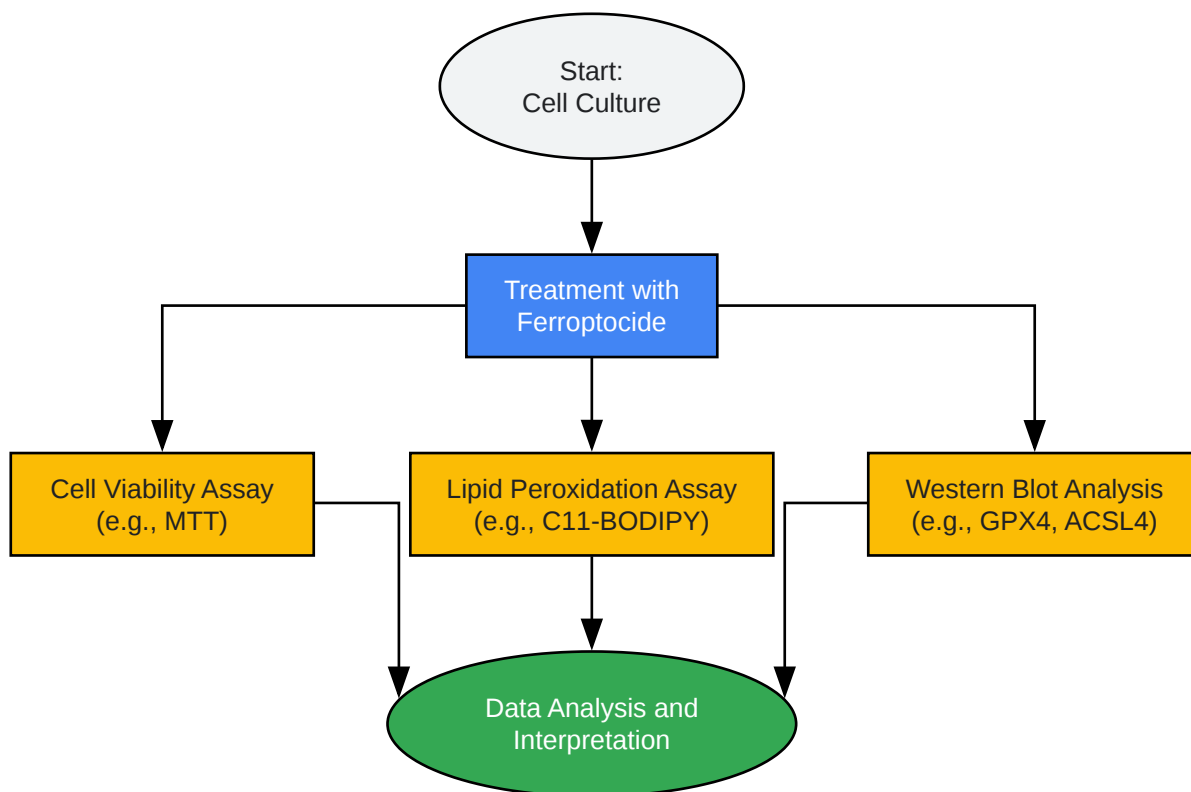 Start:
Cell Culture
Treatment with
Ferroptocide
Cell Viability Assay
(e.g., MTT)
Lipid Peroxidation Assay
(e.g., C11-BODIPY)
Western Blot Analysis
(e.g., GPX4, ACSL4)
Data Analysis and
Interpretation